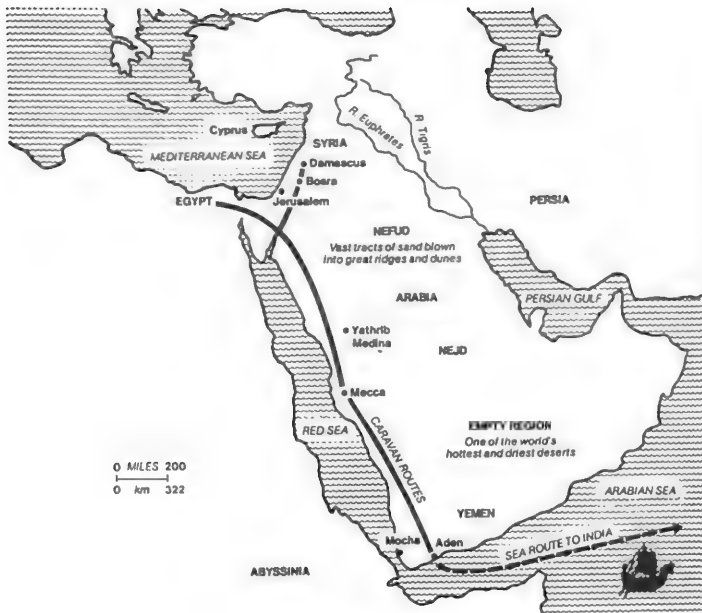 Cyprus
SYRIA
R. Euphrates
R. Tigris
MEDITERRANEAN SEA
Damascus
Bosra
Jerusalem
EGYPT
PERSIA
NEFUD
Vast tracts of sand blown
into great ridges and dunes
PERSIAN GULF
ARABIA
Yathrib
Medina
NEJD
Mecca
RED SEA
CARAVAN ROUTES
EMPTY REGION
One of the world's
hottest and driest deserts
0 MILES 200
0 km 322
ARABIAN SEA
YEMEN
Mocha
Aden
SEA ROUTE TO INDIA
ABYSSINIA